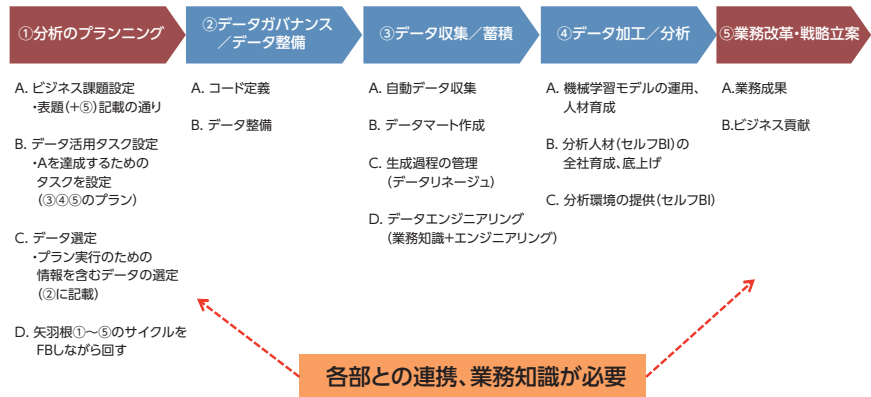 ①分析のプランニング
②データガバナンス
／データ整備
③データ収集／蓄積
④データ加工／分析
⑤業務改革・戦略立案
A. ビジネス課題設定
・表題(＋⑤)記載の通り
B. データ活用タスク設定
・Aを達成するための
タスクを設定
(③④⑤のプラン)
C. データ選定
・プラン実行のための
情報を含むデータの選定
(②に記載)
D. 矢羽根①～⑤のサイクルを
FBしながら回す
A. コード定義
B. データ整備
A. 自動データ収集
B. データマート作成
C. 生成過程の管理
(データリネージュ)
D. データエンジニアリング
(業務知識＋エンジニアリング)
A. 機械学習モデルの運用、
人材育成
B. 分析人材(セルフBI)の
全社育成、底上げ
C. 分析環境の提供(セルフBI)
A.業務成果
B.ビジネス貢献
各部との連携、業務知識が必要